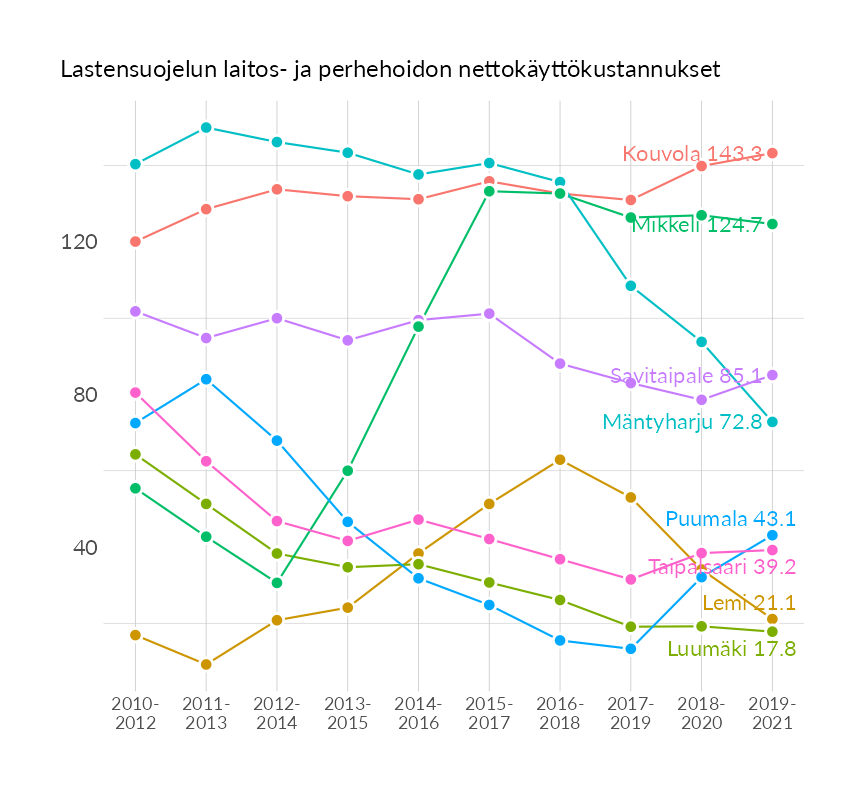 Lastensuojelun laitos- ja perhehoidon nettokäyttökustannukset
Kouvola 143.3
Mikkeli 124.7
120
Savitaipale 85.1
80
Mäntyharju 72.8
Puumala 43.1
40
Taipalsaari 39.2
Lemi 21.1
Luumäki 17.8
2010- 2011- 2012- 2013- 2014- 2015- 2016- 2017- 2018- 2019-
2012 2013 2014 2015 2016 2017 2018 2019 2020 2021